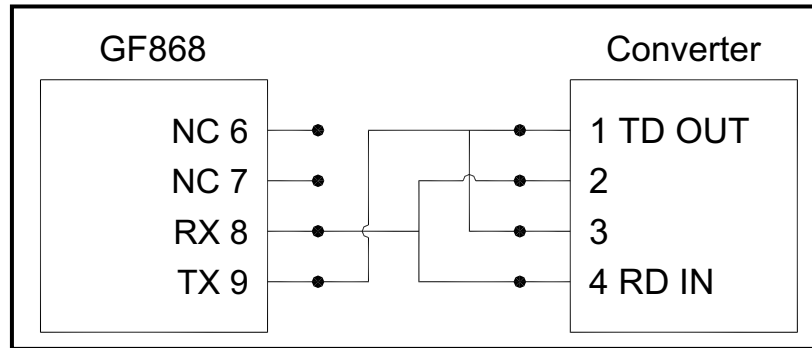 GF868
Converter
NC 6
NC 7
RX 8
TX 9
1 TD OUT
2
3
4 RD IN